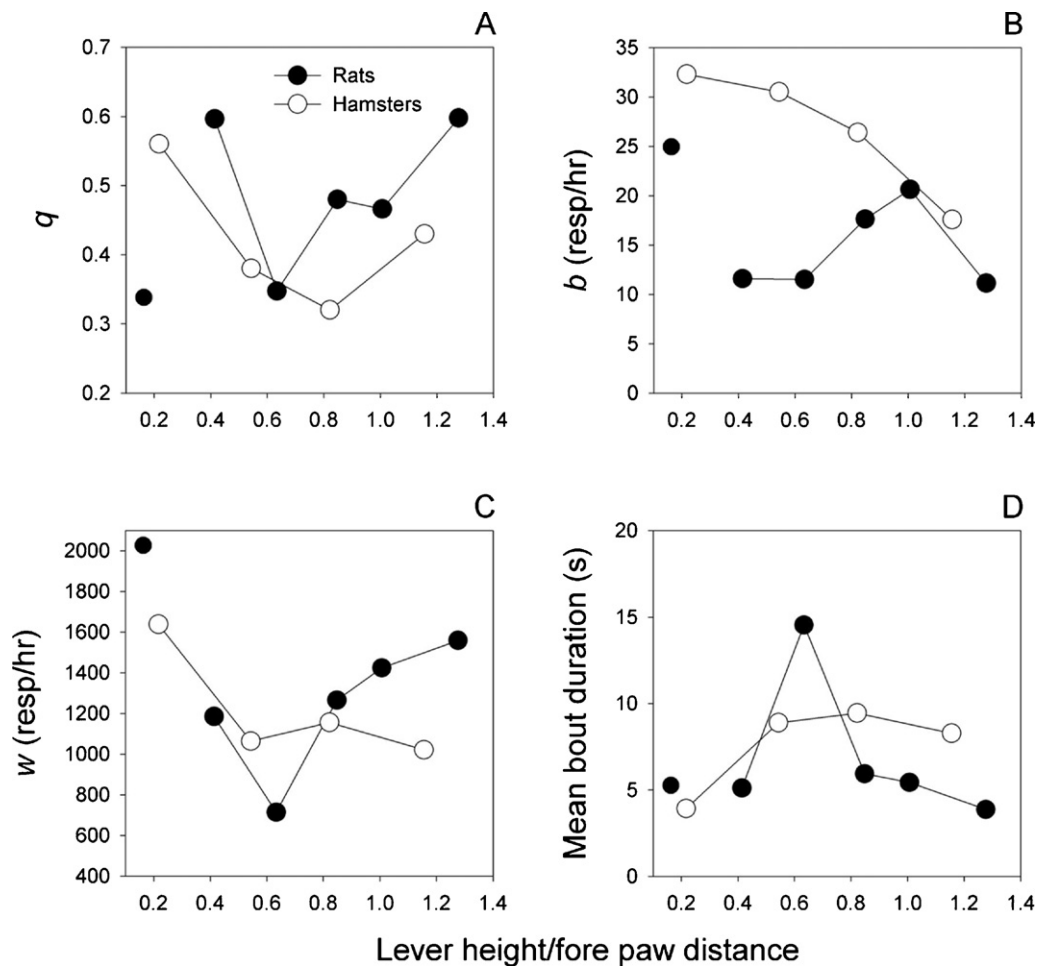 A
B
0.7
0.6
0.5
0.4
0.3
0.2
q
Rats
Hamsters
0.2 0.4 0.6 0.8 1.0 1.2 1.4
35
30
25
20
15
10
5
0
b (resp/hr)
0.2 0.4 0.6 0.8 1.0 1.2 1.4
C
D
2000
1800
1600
1400
1200
1000
800
600
400
w (resp/hr)
0.2 0.4 0.6 0.8 1.0 1.2 1.4
20
15
10
5
0
Mean bout duration (s)
0.2 0.4 0.6 0.8 1.0 1.2 1.4
Lever height/fore paw distance